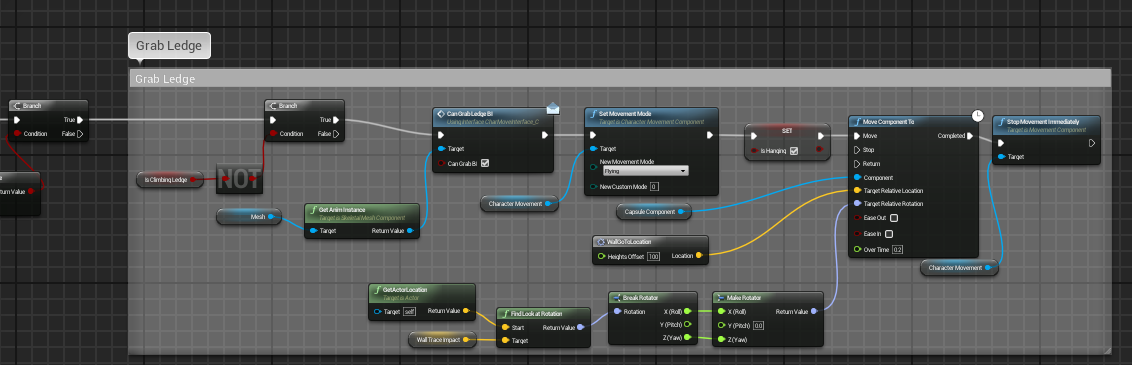 Grab Ledge
Grab Ledge
Branch
True
Condition
False
Return Value
Branch
True
Condition
False
Is Climbing Ledge
NOT
Mesh
Get Anim Instance
Target is Skeletal Mesh Component
Target
Return Value
Can Grab Ledge BI
Using Interface CharMoveInterface_C
Target
Can Grab BI
Set Movement Mode
Target is Character Movement Component
Target
New Movement Mode
Flying
New Custom Mode
0
Character Movement
SET
Is Hanging
Capsule Component
WallGoToLocation
Heights Offset
100
Location
Move Component To
Move
Completed
Stop
Return
Component
Target Relative Location
Target Relative Rotation
Ease Out
Ease In
Over Time
0.2
Stop Movement Immediately
Target is Character Movement Component
Target
Character Movement
GetActorLocation
Target is Actor
Target
self
Return Value
Wall Trace Impact
Find Look at Rotation
Start
Return Value
Target
Break Rotator
Rotation
X (Roll)
Y (Pitch)
Z (Yaw)
Make Rotator
X (Roll)
Return Value
Y (Pitch)
0.0
Z (Yaw)